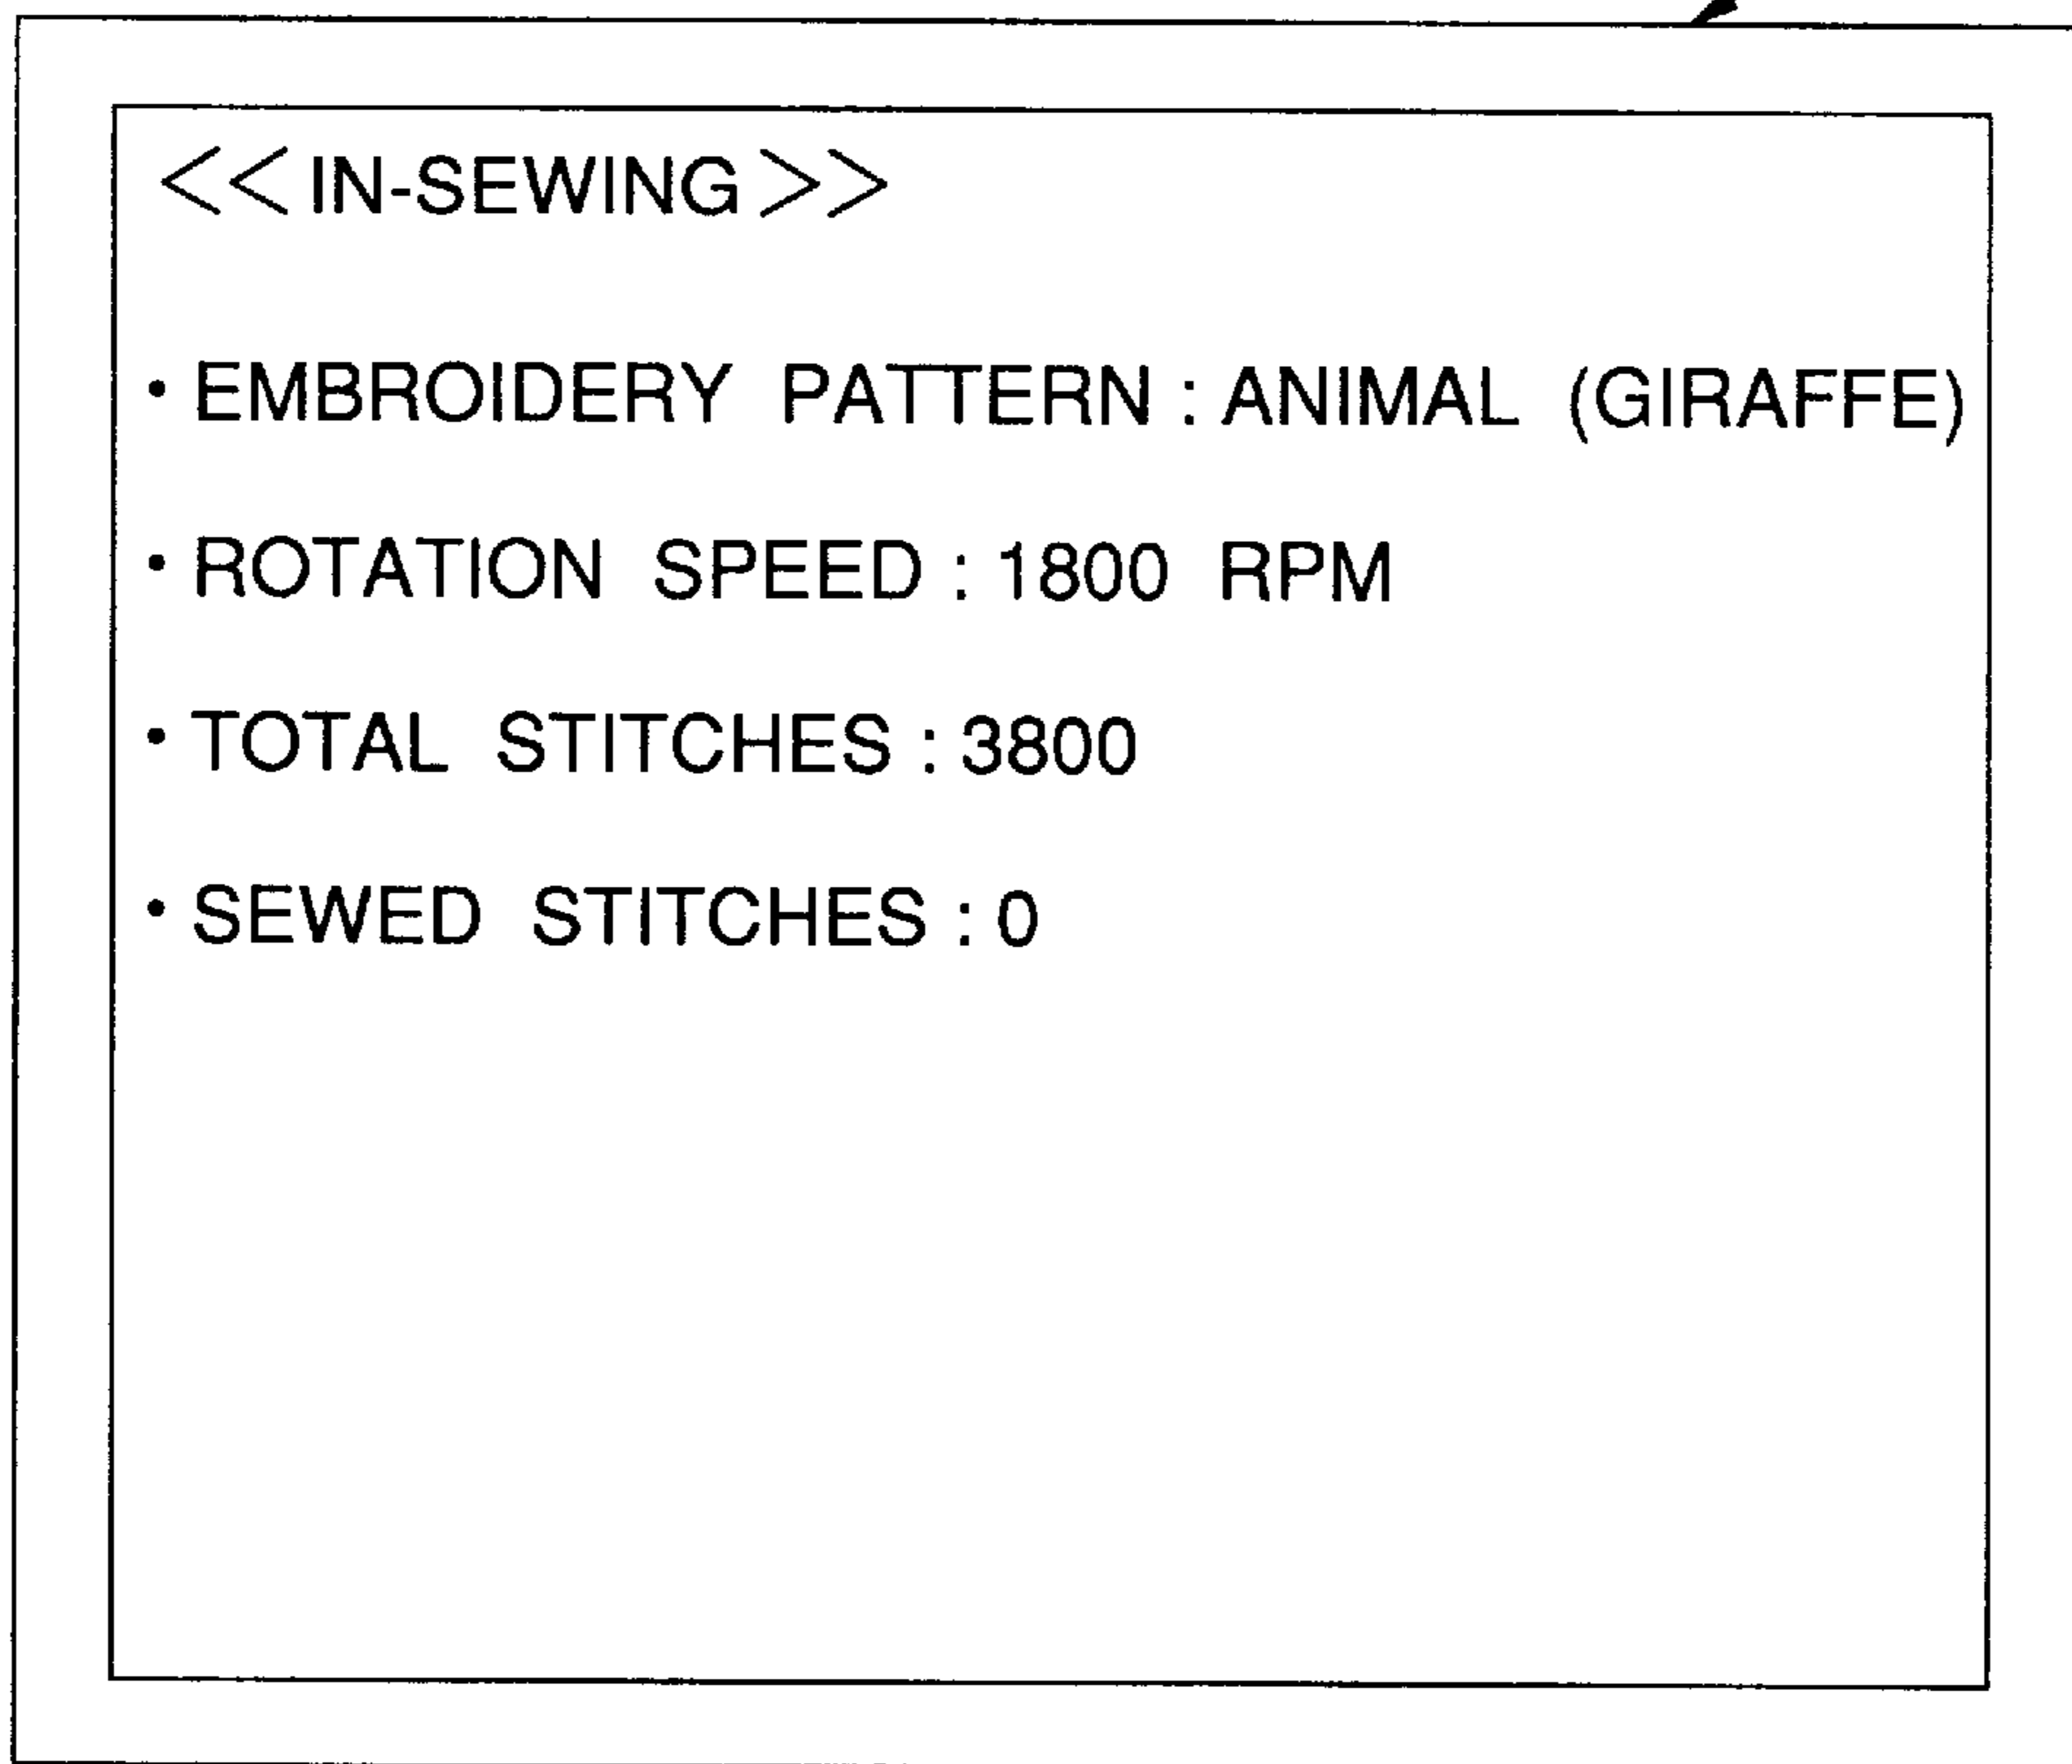 <<IN-SEWING>>
・EMBROIDERY PATTERN : ANIMAL (GIRAFFE)
・ROTATION SPEED : 1800 RPM
・TOTAL STITCHES : 3800
・SEWED STITCHES : 0